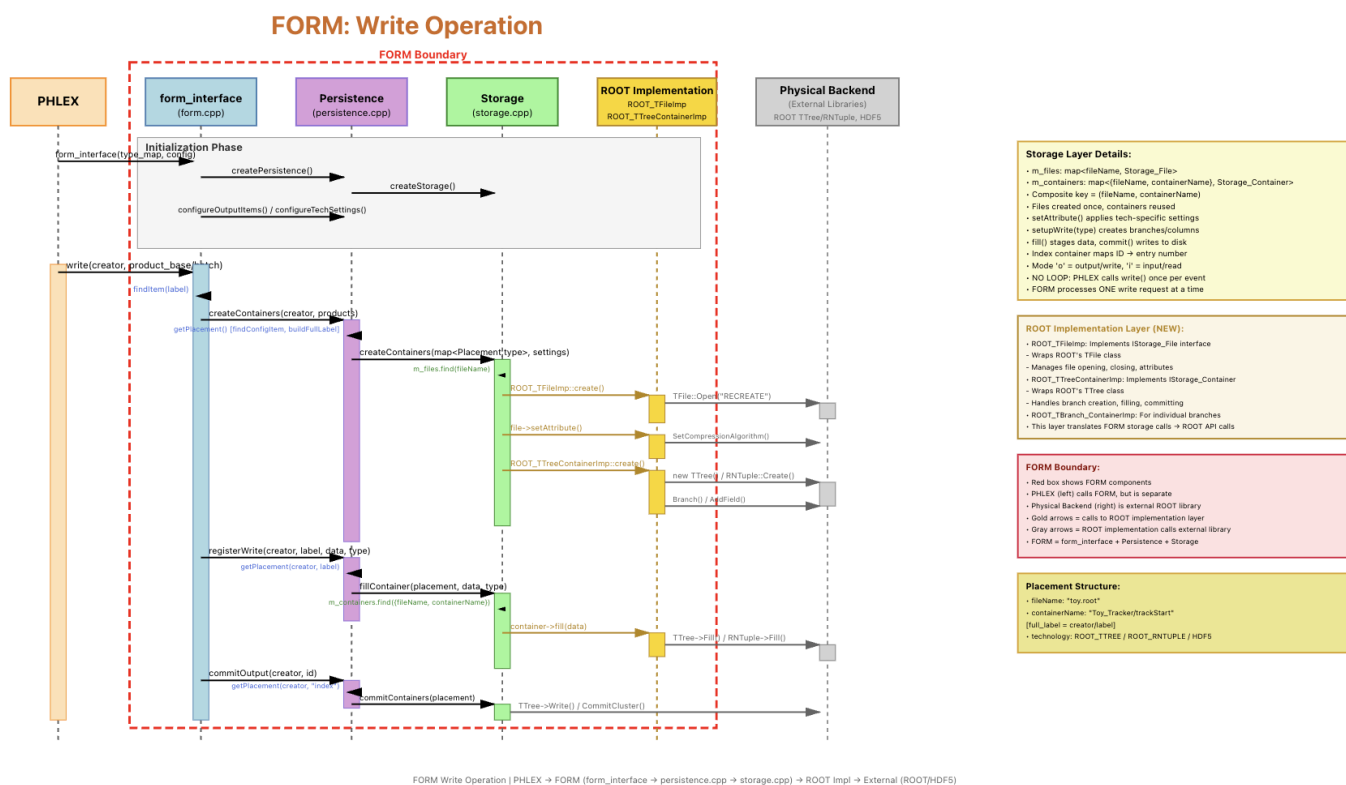 FORM: Write Operation
FORM Boundary
PHLEX
form_interface
(form.cpp)
Persistence
(persistence.cpp)
Storage
(storage.cpp)
ROOT Implementation
ROOT_TFileImp
ROOT_TTreeContainerImp
Physical Backend
(External Libraries)
ROOT TTree/RNTuple, HDF5
Initialization Phase
form_interface(type_map, config)
createPersistence()
createStorage()
configureOutputItems() / configureTechSettings()
write(creator, product_base/batch)
findItem(label)
createContainers(creator, products)
getPlacement() [findConfigItem, buildFullLabel]
createContainers(map<Placement,type>, settings)
m_files.find(fileName)
ROOT_TFileImp::create()
TFile::Open("RECREATE")
file->setAttribute()
SetCompressionAlgorithm()
ROOT_TTreeContainerImp::create()
new TTree() / RNTuple::Create()
Branch() / AddField()
registerWrite(creator, label, data, type)
getPlacement(creator, label)
fillContainer(placement, data, type)
m_containers.find({fileName, containerName})
container->fill(data)
TTree->Fill() / RNTuple->Fill()
commitOutput(creator, id)
getPlacement(creator, "index")
commitContainers(placement)
TTree->Write() / CommitCluster()
Storage Layer Details:
• m_files: map<fileName, Storage_File>
• m_containers: map<{fileName, containerName}, Storage_Container>
• Composite key = (fileName, containerName)
• Files created once, containers reused
• setAttribute() applies tech-specific settings
• setupWrite(type) creates branches/columns
• fill() stages data, commit() writes to disk
• Index container maps ID → entry number
• Mode 'o' = output/write, 'i' = input/read
• NO LOOP: PHLEX calls write() once per event
• FORM processes ONE write request at a time
ROOT Implementation Layer (NEW):
• ROOT_TFileImp: Implements IStorage_File interface
- Wraps ROOT's TFile class
- Manages file opening, closing, attributes
• ROOT_TTreeContainerImp: Implements IStorage_Container
- Wraps ROOT's TTree class
- Handles branch creation, filling, committing
• ROOT_TBranch_ContainerImp: For individual branches
• This layer translates FORM storage calls → ROOT API calls
FORM Boundary:
• Red box shows FORM components
• PHLEX (left) calls FORM, but is separate
• Physical Backend (right) is external ROOT library
• Gold arrows = calls to ROOT implementation layer
• Gray arrows = ROOT implementation calls external library
• FORM = form_interface + Persistence + Storage
Placement Structure:
• fileName: "toy.root"
• containerName: "Toy_Tracker/trackStart"
[full_label = creator/label]
• technology: ROOT_TTREE / ROOT_RNTUPLE / HDF5
FORM Write Operation | PHLEX → FORM (form_interface → persistence.cpp → storage.cpp) → ROOT Impl → External (ROOT/HDF5)